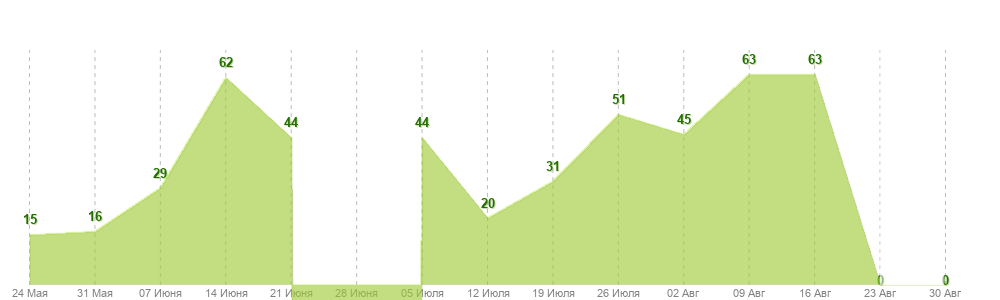 62
63
63
51
44
44
45
29
31
15
16
20
0
0
24 Мая
31 Мая
07 Июня
14 Июня
21 Июня
28 Июня
05 Июля
12 Июля
19 Июля
26 Июля
02 Авг
09 Авг
16 Авг
23 Авг
30 Авг